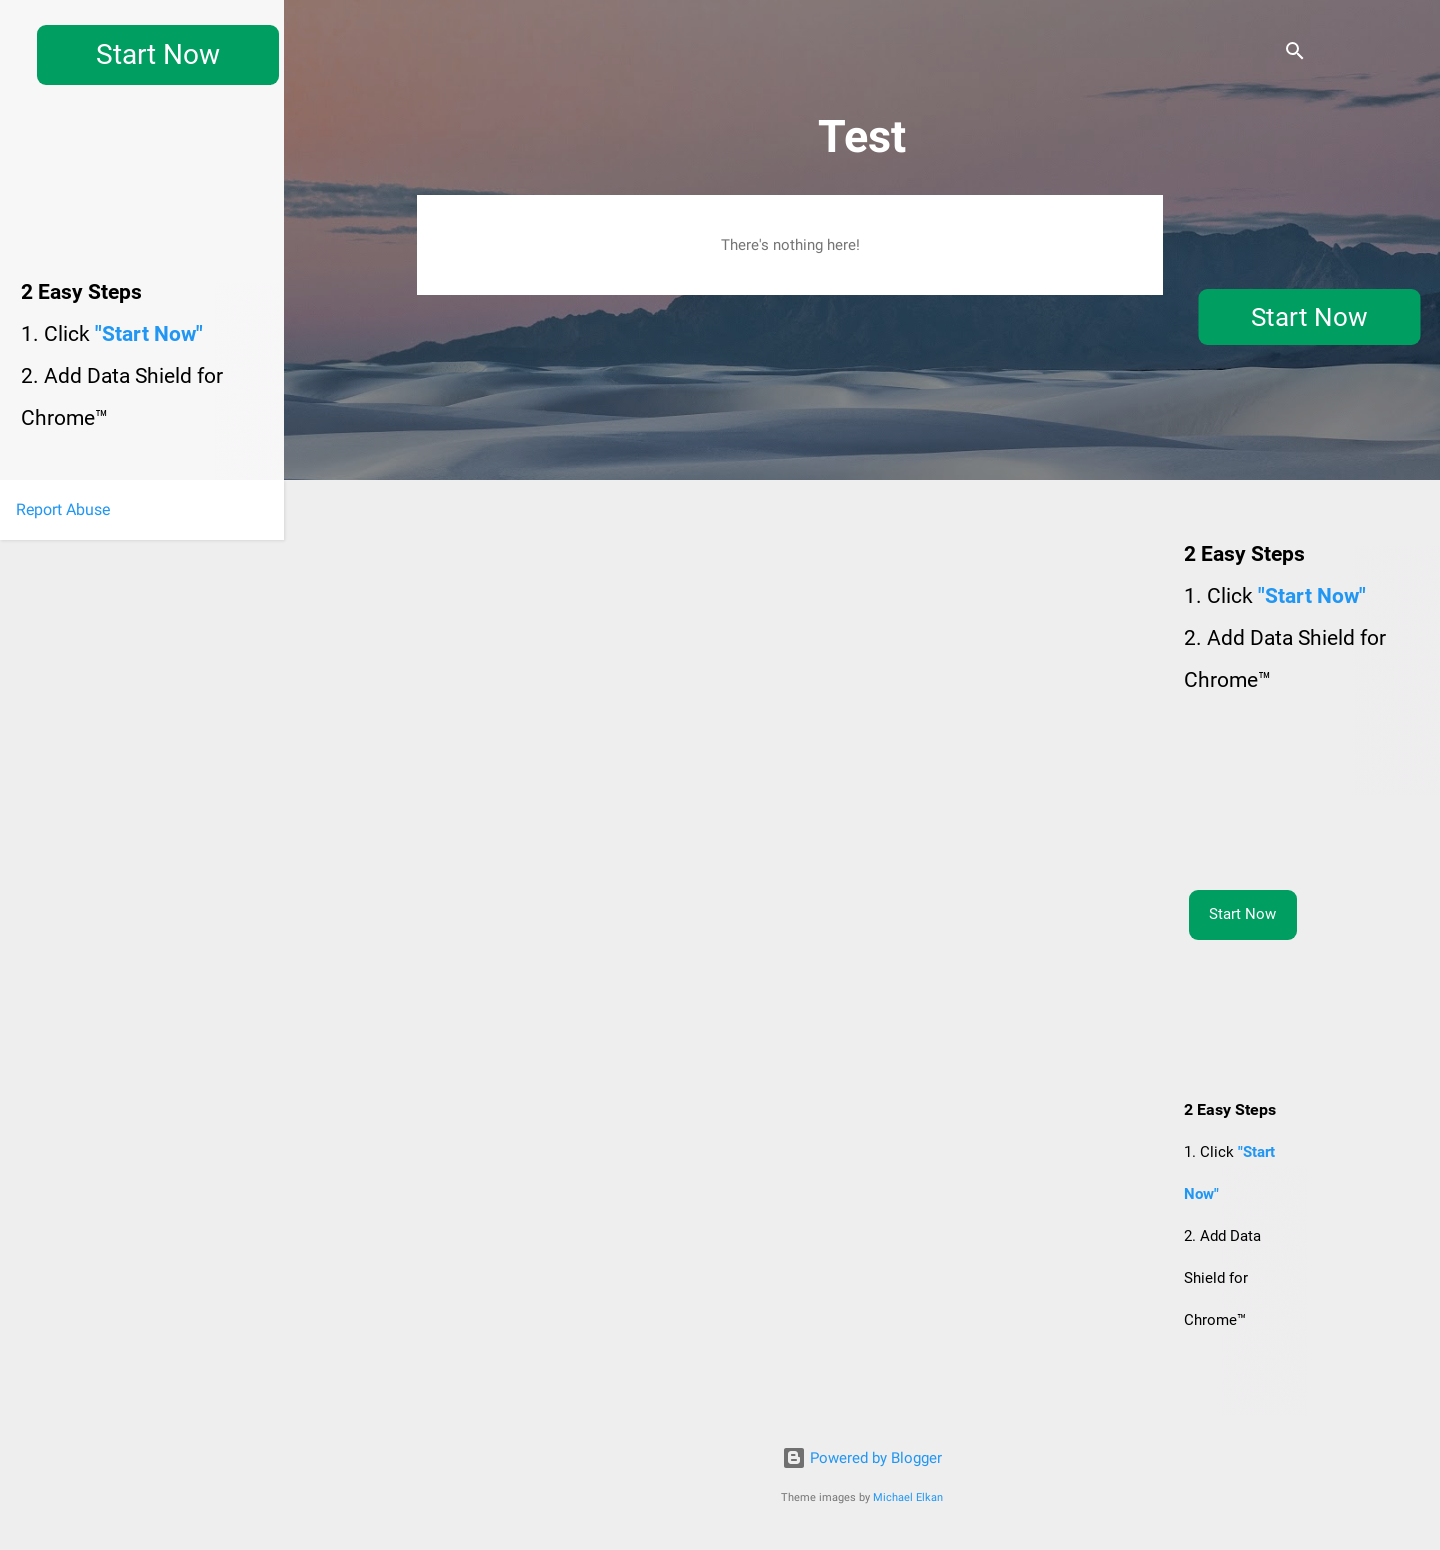 Start Now
2 Easy Steps
1. Click "Start Now"
2. Add Data Shield for
Chrome™
Report Abuse
Test
There's nothing here!
Start Now
2 Easy Steps
1. Click "Start Now"
2. Add Data Shield for
Chrome™
Start Now
2 Easy Steps
1. Click "Start
Now"
2. Add Data
Shield for
Chrome™
Powered by Blogger
Theme images by Michael Elkan